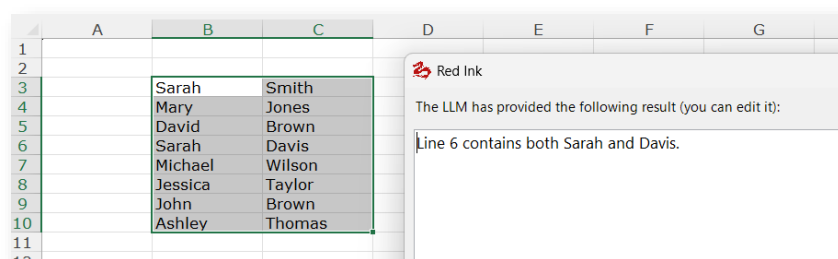 A B C D E F G
1
2
3 Sarah Smith
4 Mary Jones
5 David Brown
6 Sarah Davis
7 Michael Wilson
8 Jessica Taylor
9 John Brown
10 Ashley Thomas
11
Red Ink
The LLM has provided the following result (you can edit it):
Line 6 contains both Sarah and Davis.